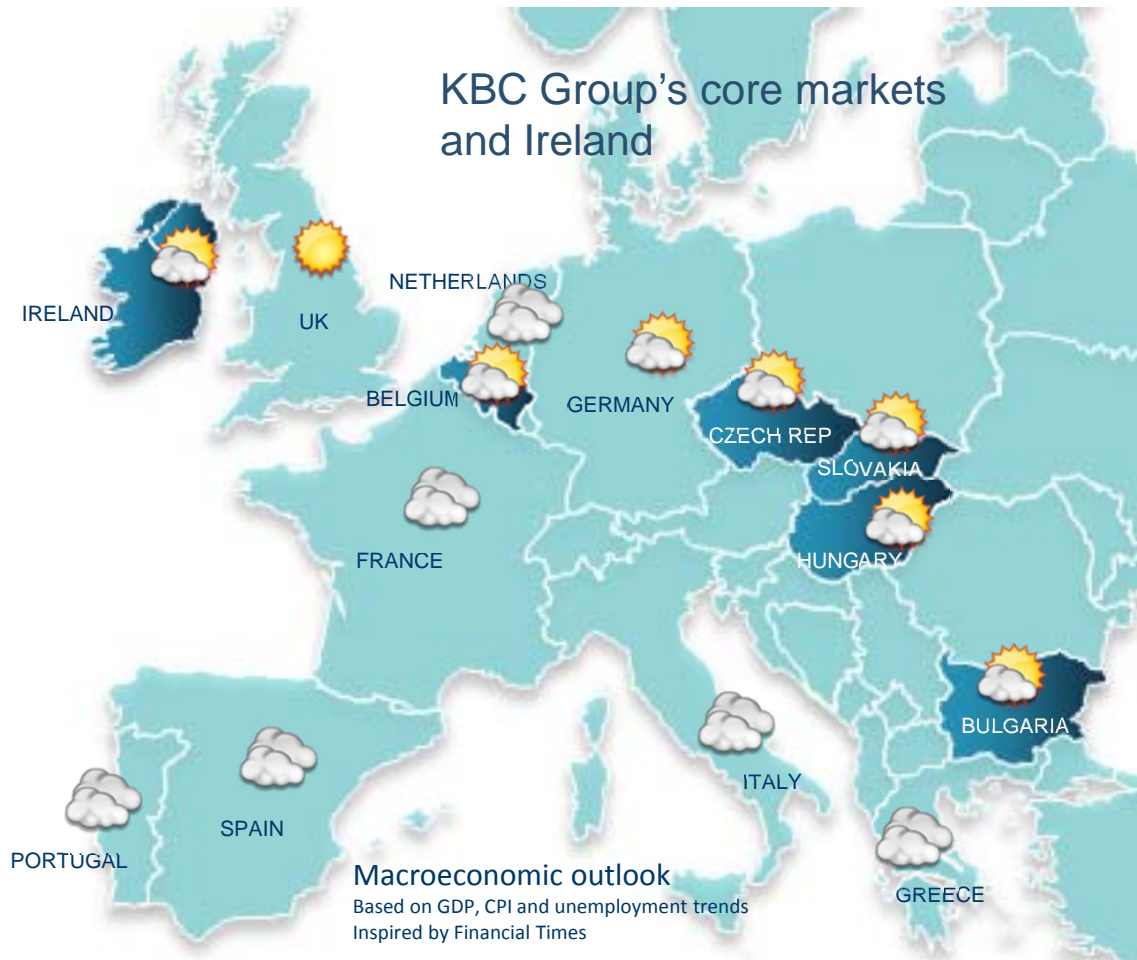 KBC Group's core markets
and Ireland
NETHERLANDS
IRELAND
UK
BELGIUM
GERMANY
CZECH REP
SLOVAKIA
FRANCE
HUNGARY
BULGARIA
ITALY
SPAIN
PORTUGAL
Macroeconomic outlook
GREECE
Based on GDP, CPI and unemployment trends
Inspired by Financial Times